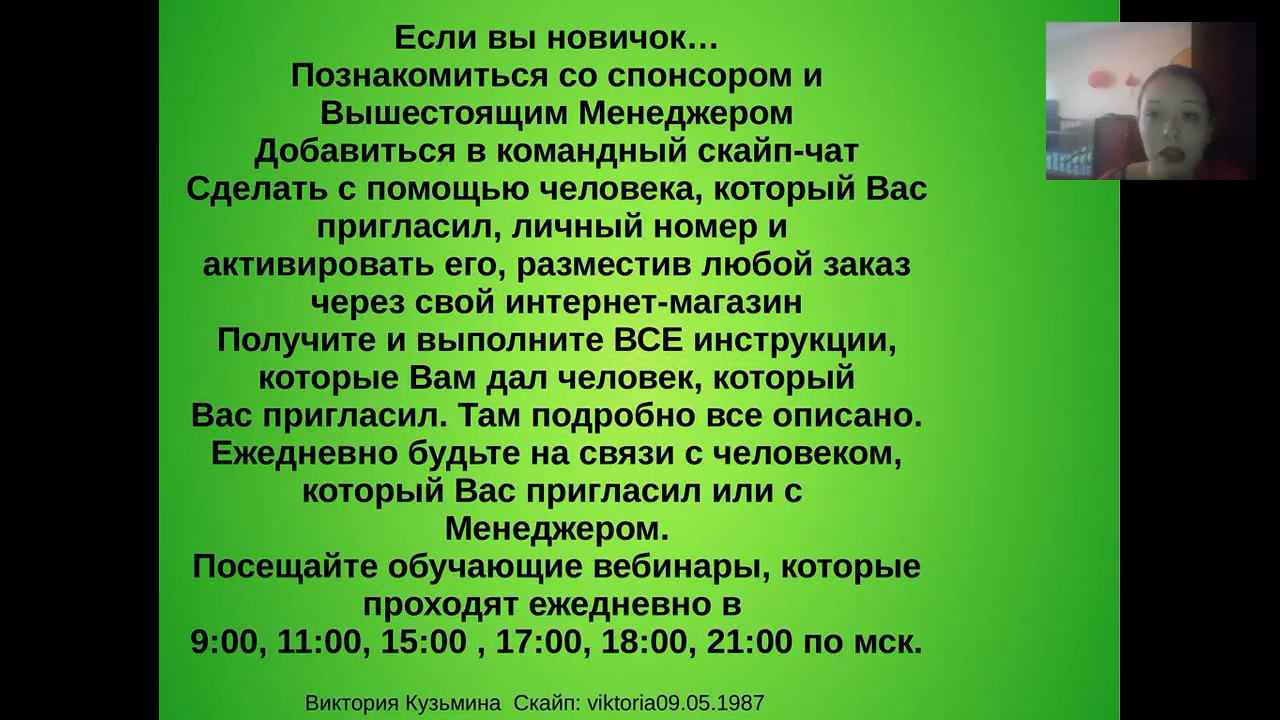 Если вы новичок…
Познакомиться со спонсором и
Вышестоящим Менеджером
Добавиться в командный скайп-чат
Сделать с помощью человека, который Вас
пригласил, личный номер и
активировать его, разместив любой заказ
через свой интернет-магазин
Получите и выполните ВСЕ инструкции,
которые Вам дал человек, который
Вас пригласил. Там подробно все описано.
Ежедневно будьте на связи с человеком,
который Вас пригласил или с
Менеджером.
Посещайте обучающие вебинары, которые
проходят ежедневно в
9:00, 11:00, 15:00 , 17:00, 18:00, 21:00 по мск.
Виктория Кузьмина  Скайп: viktoria09.05.1987